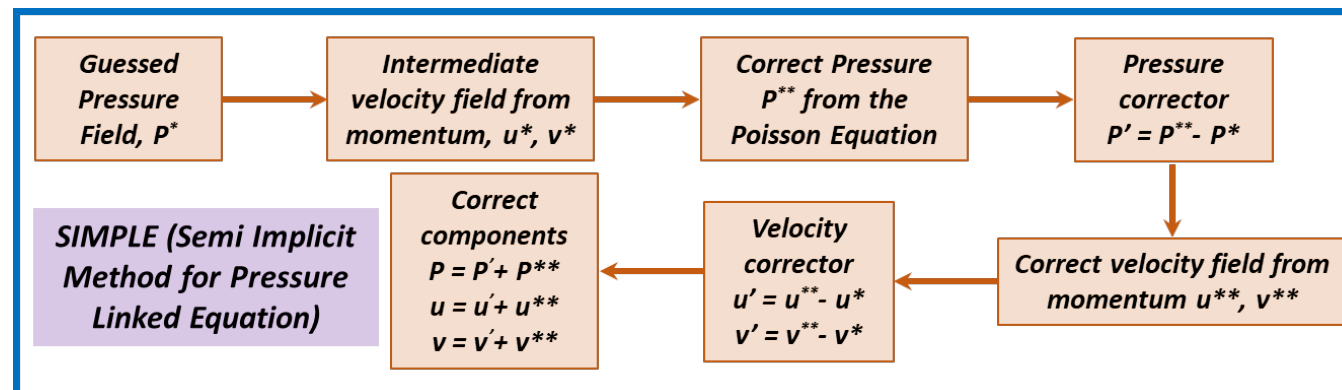 Guessed
Pressure
Field, P*
Intermediate
velocity field from
momentum, u*, v*
Correct Pressure
P** from the
Poisson Equation
Pressure
corrector
P’ = P**- P*
Correct velocity field from
momentum u**, v**
Velocity
corrector
u’ = u**- u*
v’ = v**- v*
Correct
components
P = P′+ P**
u = u′+ u**
v = v′+ v**
SIMPLE (Semi Implicit
Method for Pressure
Linked Equation)